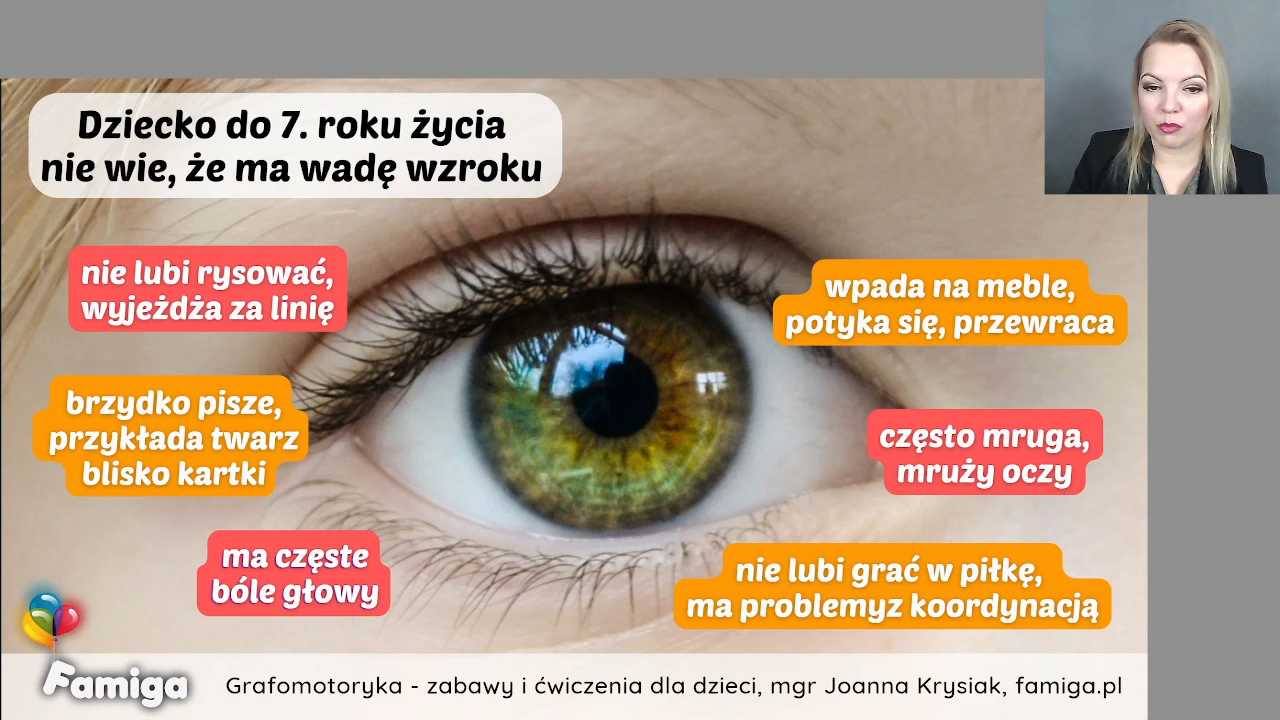 Dziecko do 7. roku życia
nie wie, że ma wadę wzroku
nie lubi rysować,
wyjeżdża za linię
brzydko pisze,
przykłada twarz
blisko kartki
ma częste
bóle głowy
wpada na meble,
potyka się, przewraca
często mruga,
mruży oczy
nie lubi grać w piłkę,
ma problemyz koordynacją
Famiga
Grafomotoryka - zabawy i ćwiczenia dla dzieci, mgr Joanna Krysiak, famiga.pl